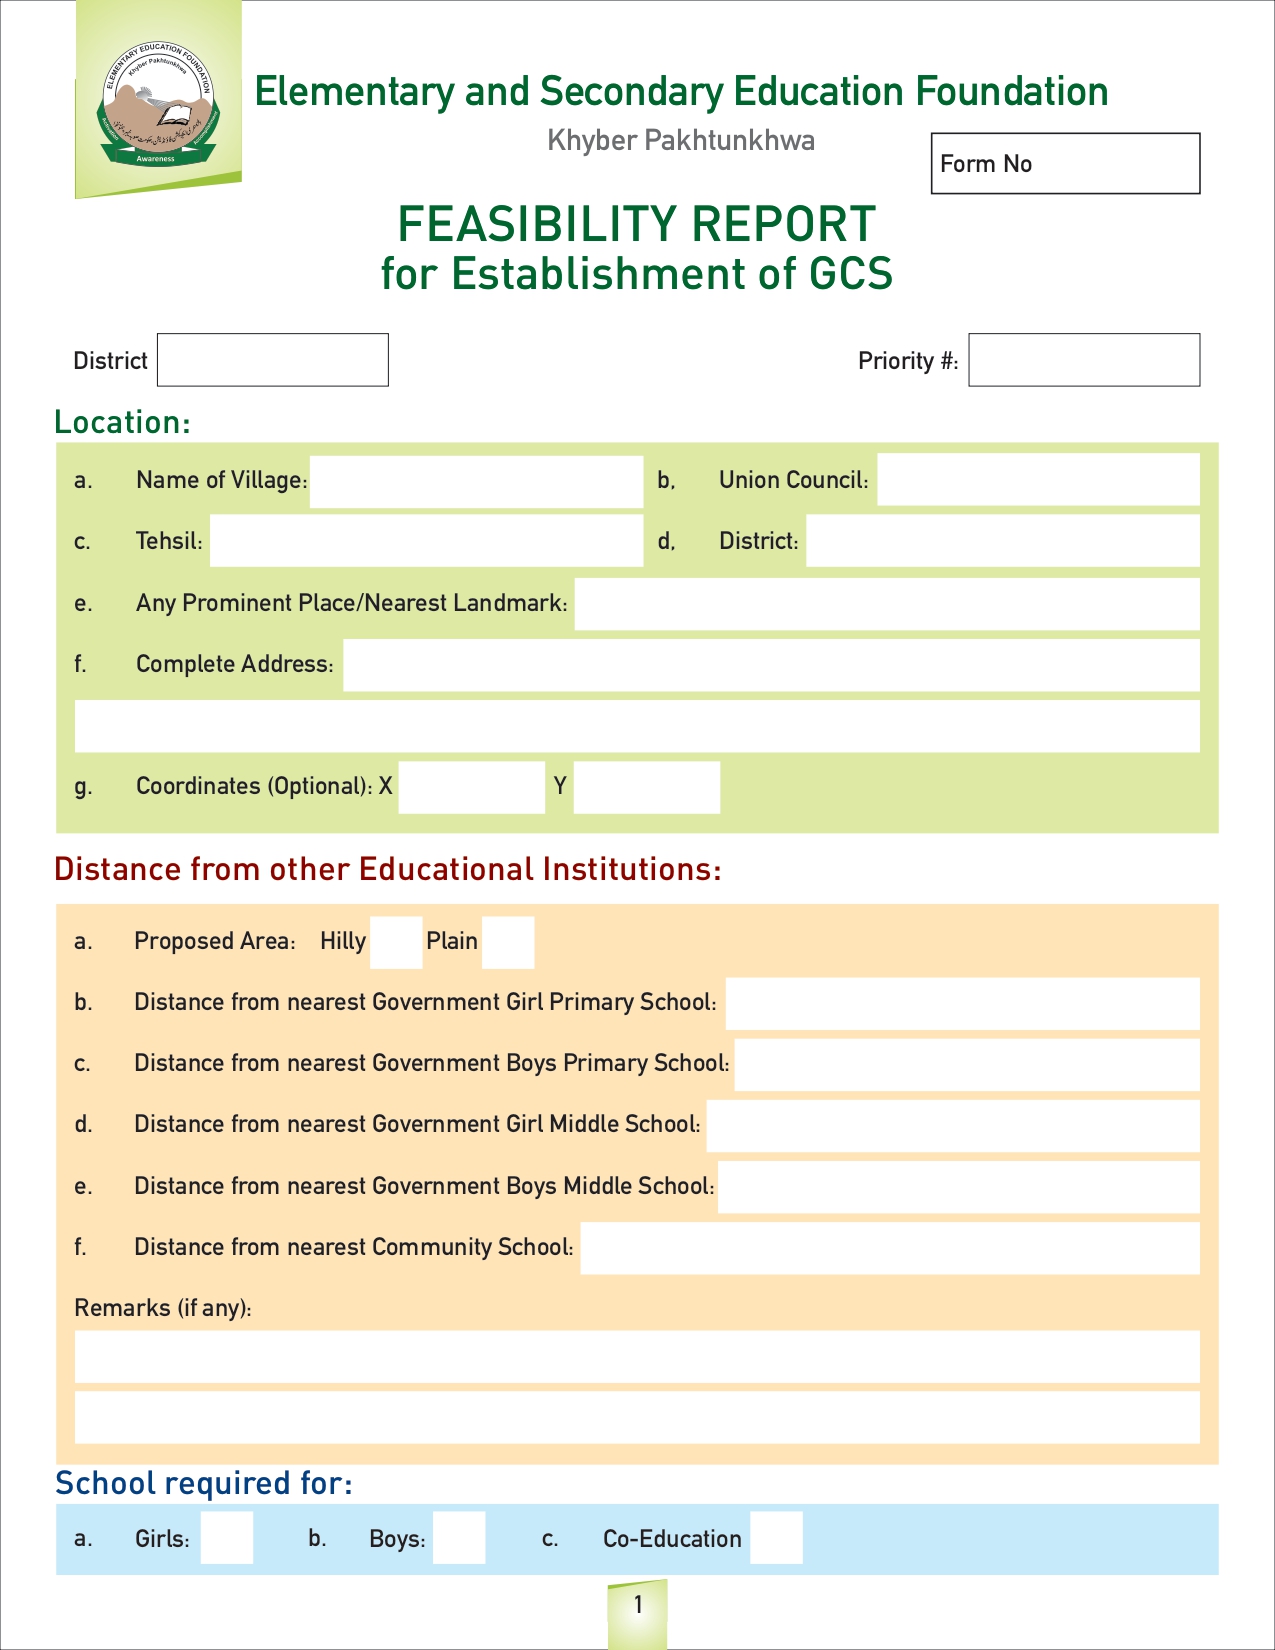 ELEMENTARY EDUCATION FOUNDATION
Khyber Pakhtunkhwa
Awareness
Elementary and Secondary Education Foundation
Khyber Pakhtunkhwa
Form No
FEASIBILITY REPORT
for Establishment of GCS
District Priority #:
Location:
a. Name of Village: b, Union Council:
c. Tehsil: d, District:
e. Any Prominent Place/Nearest Landmark:
f. Complete Address:
g. Coordinates (Optional): X Y
Distance from other Educational Institutions:
a. Proposed Area: Hilly Plain
b. Distance from nearest Government Girl Primary School:
c. Distance from nearest Government Boys Primary School:
d. Distance from nearest Government Girl Middle School:
e. Distance from nearest Government Boys Middle School:
f. Distance from nearest Community School:
Remarks (if any):
School required for:
a. Girls: b. Boys: c. Co-Education
1